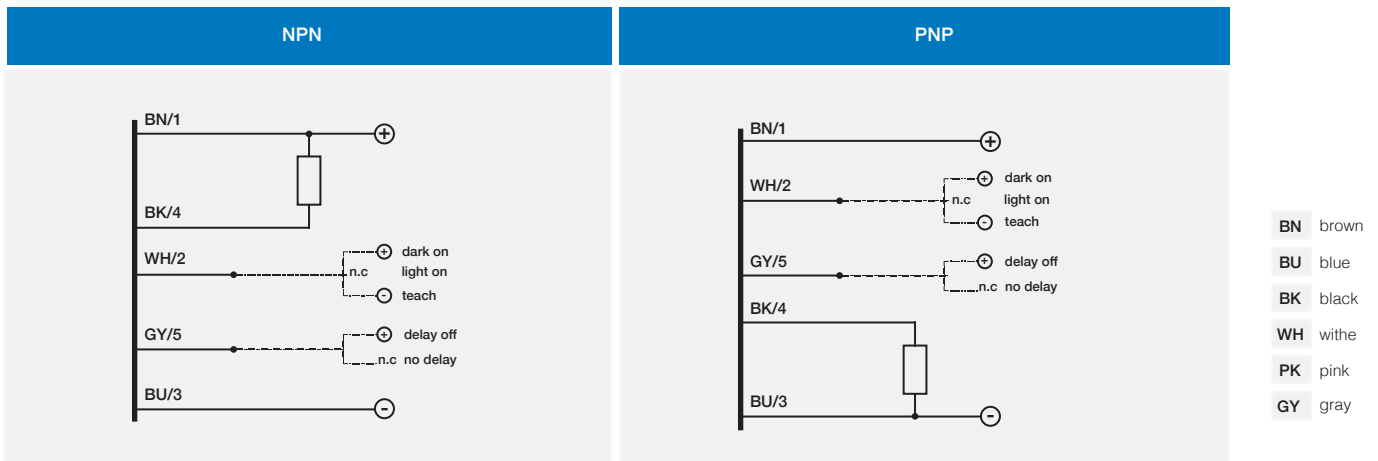 NPN
BN/1
+
BK/4
WH/2
+ dark on
n.c light on
- teach
GY/5
+ delay off
n.c no delay
BU/3
-
PNP
BN/1
+
WH/2
+ dark on
n.c light on
- teach
GY/5
+ delay off
n.c no delay
BK/4
BU/3
-
BN brown
BU blue
BK black
WH withe
PK pink
GY gray